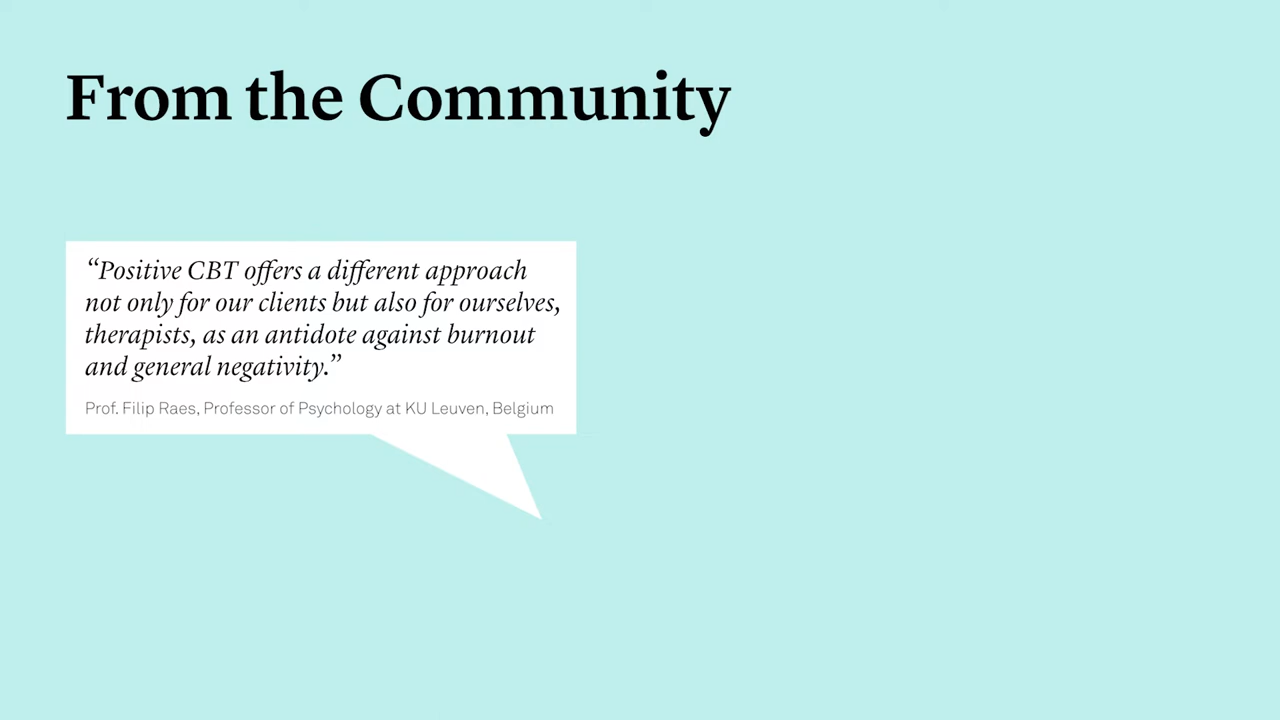 From the Community
“Positive CBT offers a different approach
not only for our clients but also for ourselves,
therapists, as an antidote against burnout
and general negativity.”
Prof. Filip Raes, Professor of Psychology at KU Leuven, Belgium